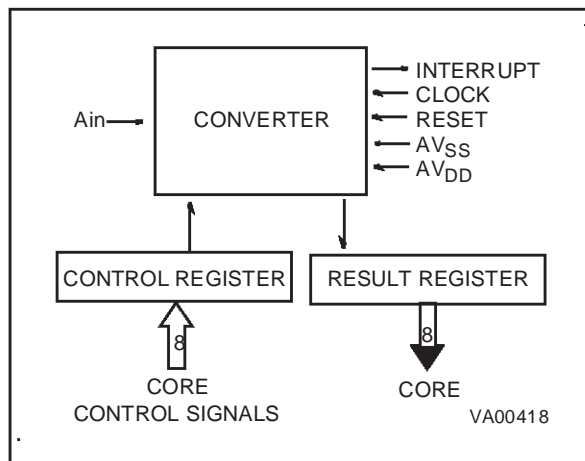 INTERRUPT
CLOCK
Ain
CONVERTER
RESET
AVSS
AVDD
CONTROL REGISTER
RESULT REGISTER
8
8
CORE
CONTROL SIGNALS
CORE
VA00418